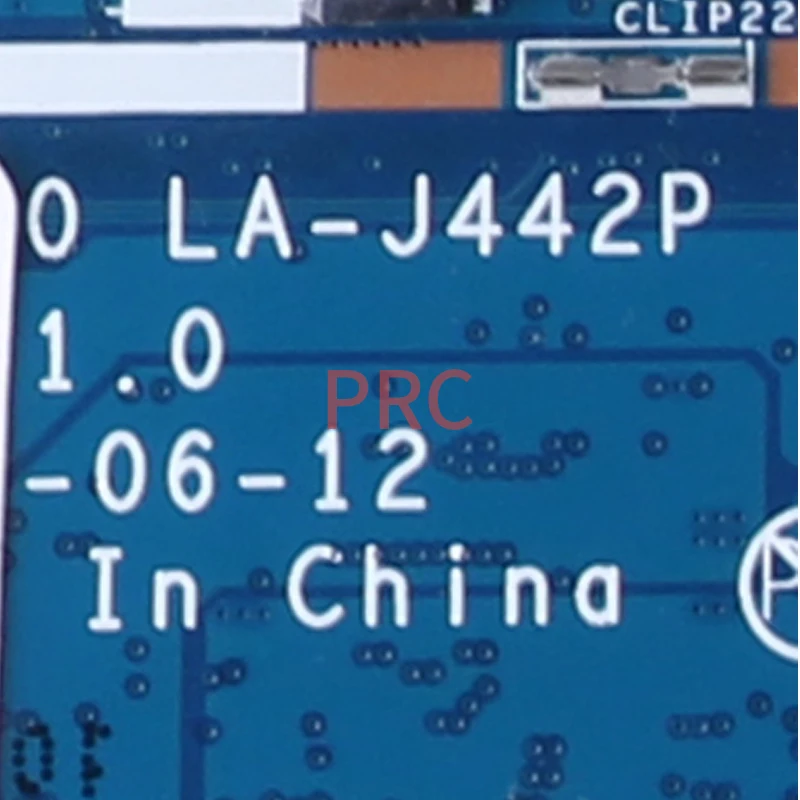 CLIP22
0 LA-J442P
1.0
PRC
-06-12
In China
P